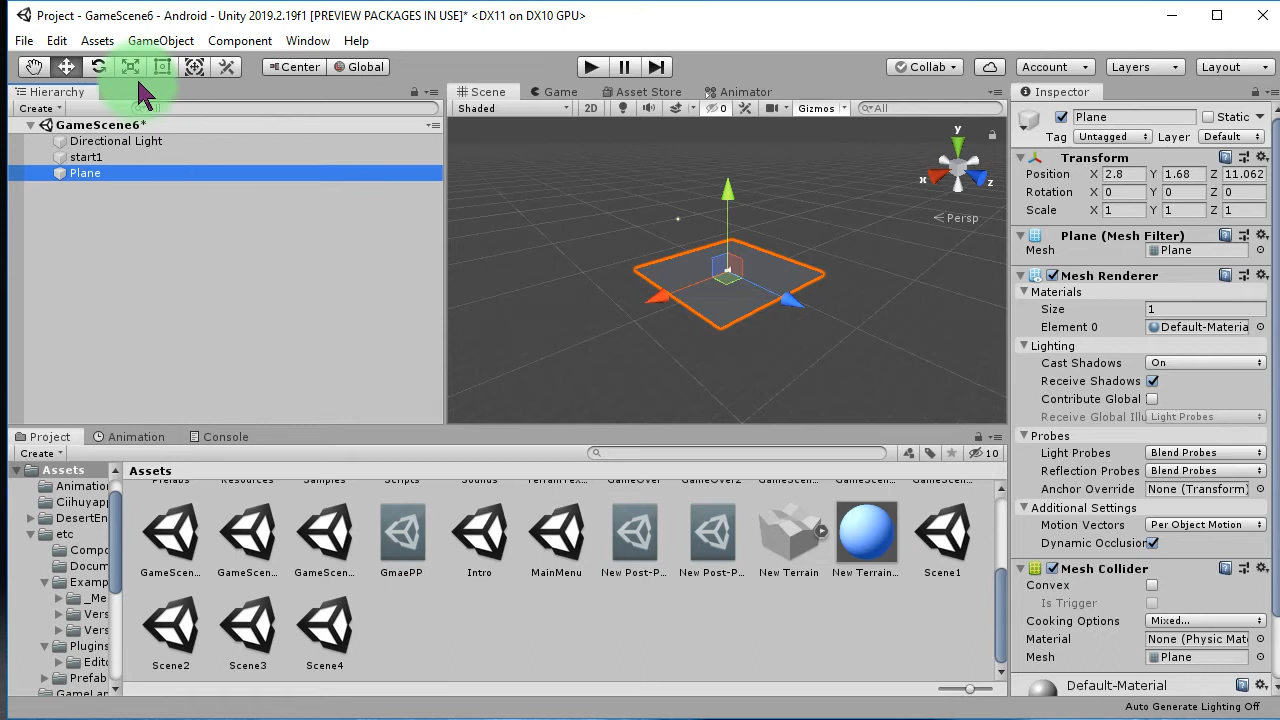 Project - GameScene6 - Android - Unity 2019.2.19f1 [PREVIEW PACKAGES IN USE]* <DX11 on DX10 GPU>
File Edit Assets GameObject Component Window Help
Center Global Collab Account Layers Layout
Hierarchy
Create
GameScene6*
Directional Light
start1
Plane
Scene Game Asset Store Animator
Shaded 2D 0 Gizmos All
y
x
z
Persp
Inspector
Plane Static
Tag Untagged Layer Default
Transform
Position X 2.8 Y 1.68 Z 11.062
Rotation X 0 Y 0 Z 0
Scale X 1 Y 1 Z 1
Plane (Mesh Filter)
Mesh Plane
Mesh Renderer
Materials
Size 1
Element 0 Default-Materia
Lighting
Cast Shadows On
Receive Shadows
Contribute Global
Receive Global Illu Light Probes
Probes
Light Probes Blend Probes
Reflection Probes Blend Probes
Anchor Override None (Transform)
Additional Settings
Motion Vectors Per Object Motion
Dynamic Occlusion
Mesh Collider
Convex
Is Trigger
Cooking Options Mixed...
Material None (Physic Mat
Mesh Plane
Default-Material
Project Animation Console
Create 10
Assets
Animation
Ciihuyapp
DesertEn
etc
Compo
Docum
Examp
_Me
Vers
Vers
Plugins
Edito
Prefab
GameLan
Assets
GameScen... GameScen... GameScen... GmaePP Intro MainMenu New Post-P... New Post-P... New Terrain New Terrain... Scene1
Scene2 Scene3 Scene4
Auto Generate Lighting Off